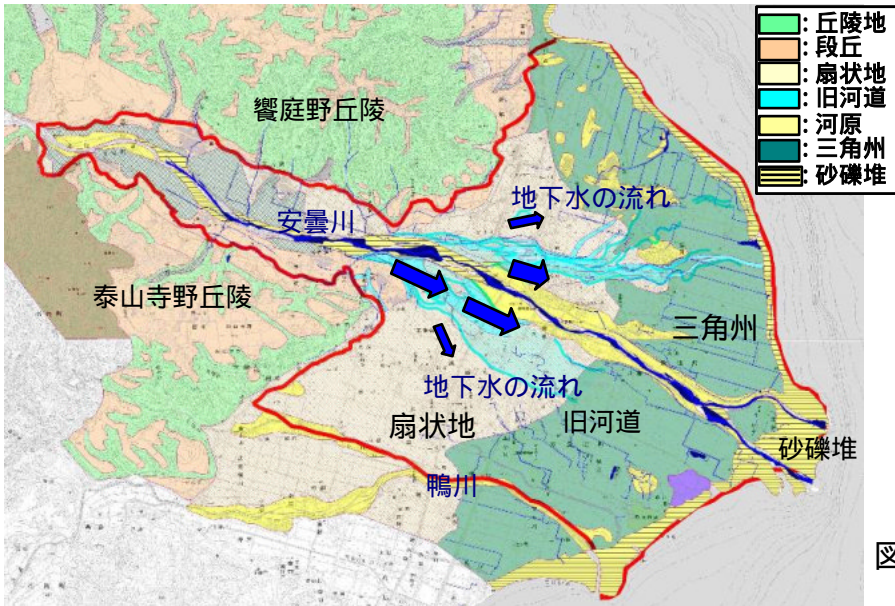 : 丘陵地
: 段丘
: 扇状地
: 旧河道
: 河原
: 三角州
: 砂礫堆
饗庭野丘陵
地下水の流れ
安曇川
泰山寺野丘陵
三角州
地下水の流れ
扇状地
旧河道
砂礫堆
鴨川
図